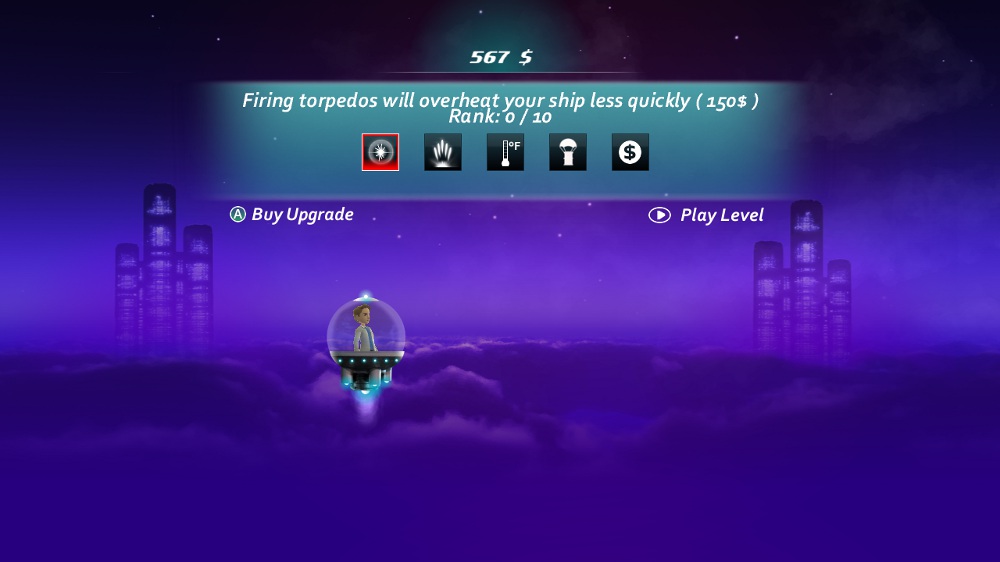 567 $
Firing torpedos will overheat your ship less quickly ( 150$ )
Rank: 0 / 10
°F
$
A Buy Upgrade
Play Level